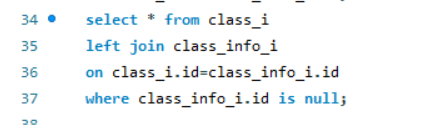 34 select * from class_i
35 left join class_info_i
36 on class_i.id=class_info_i.id
37 where class_info_i.id is null;
38